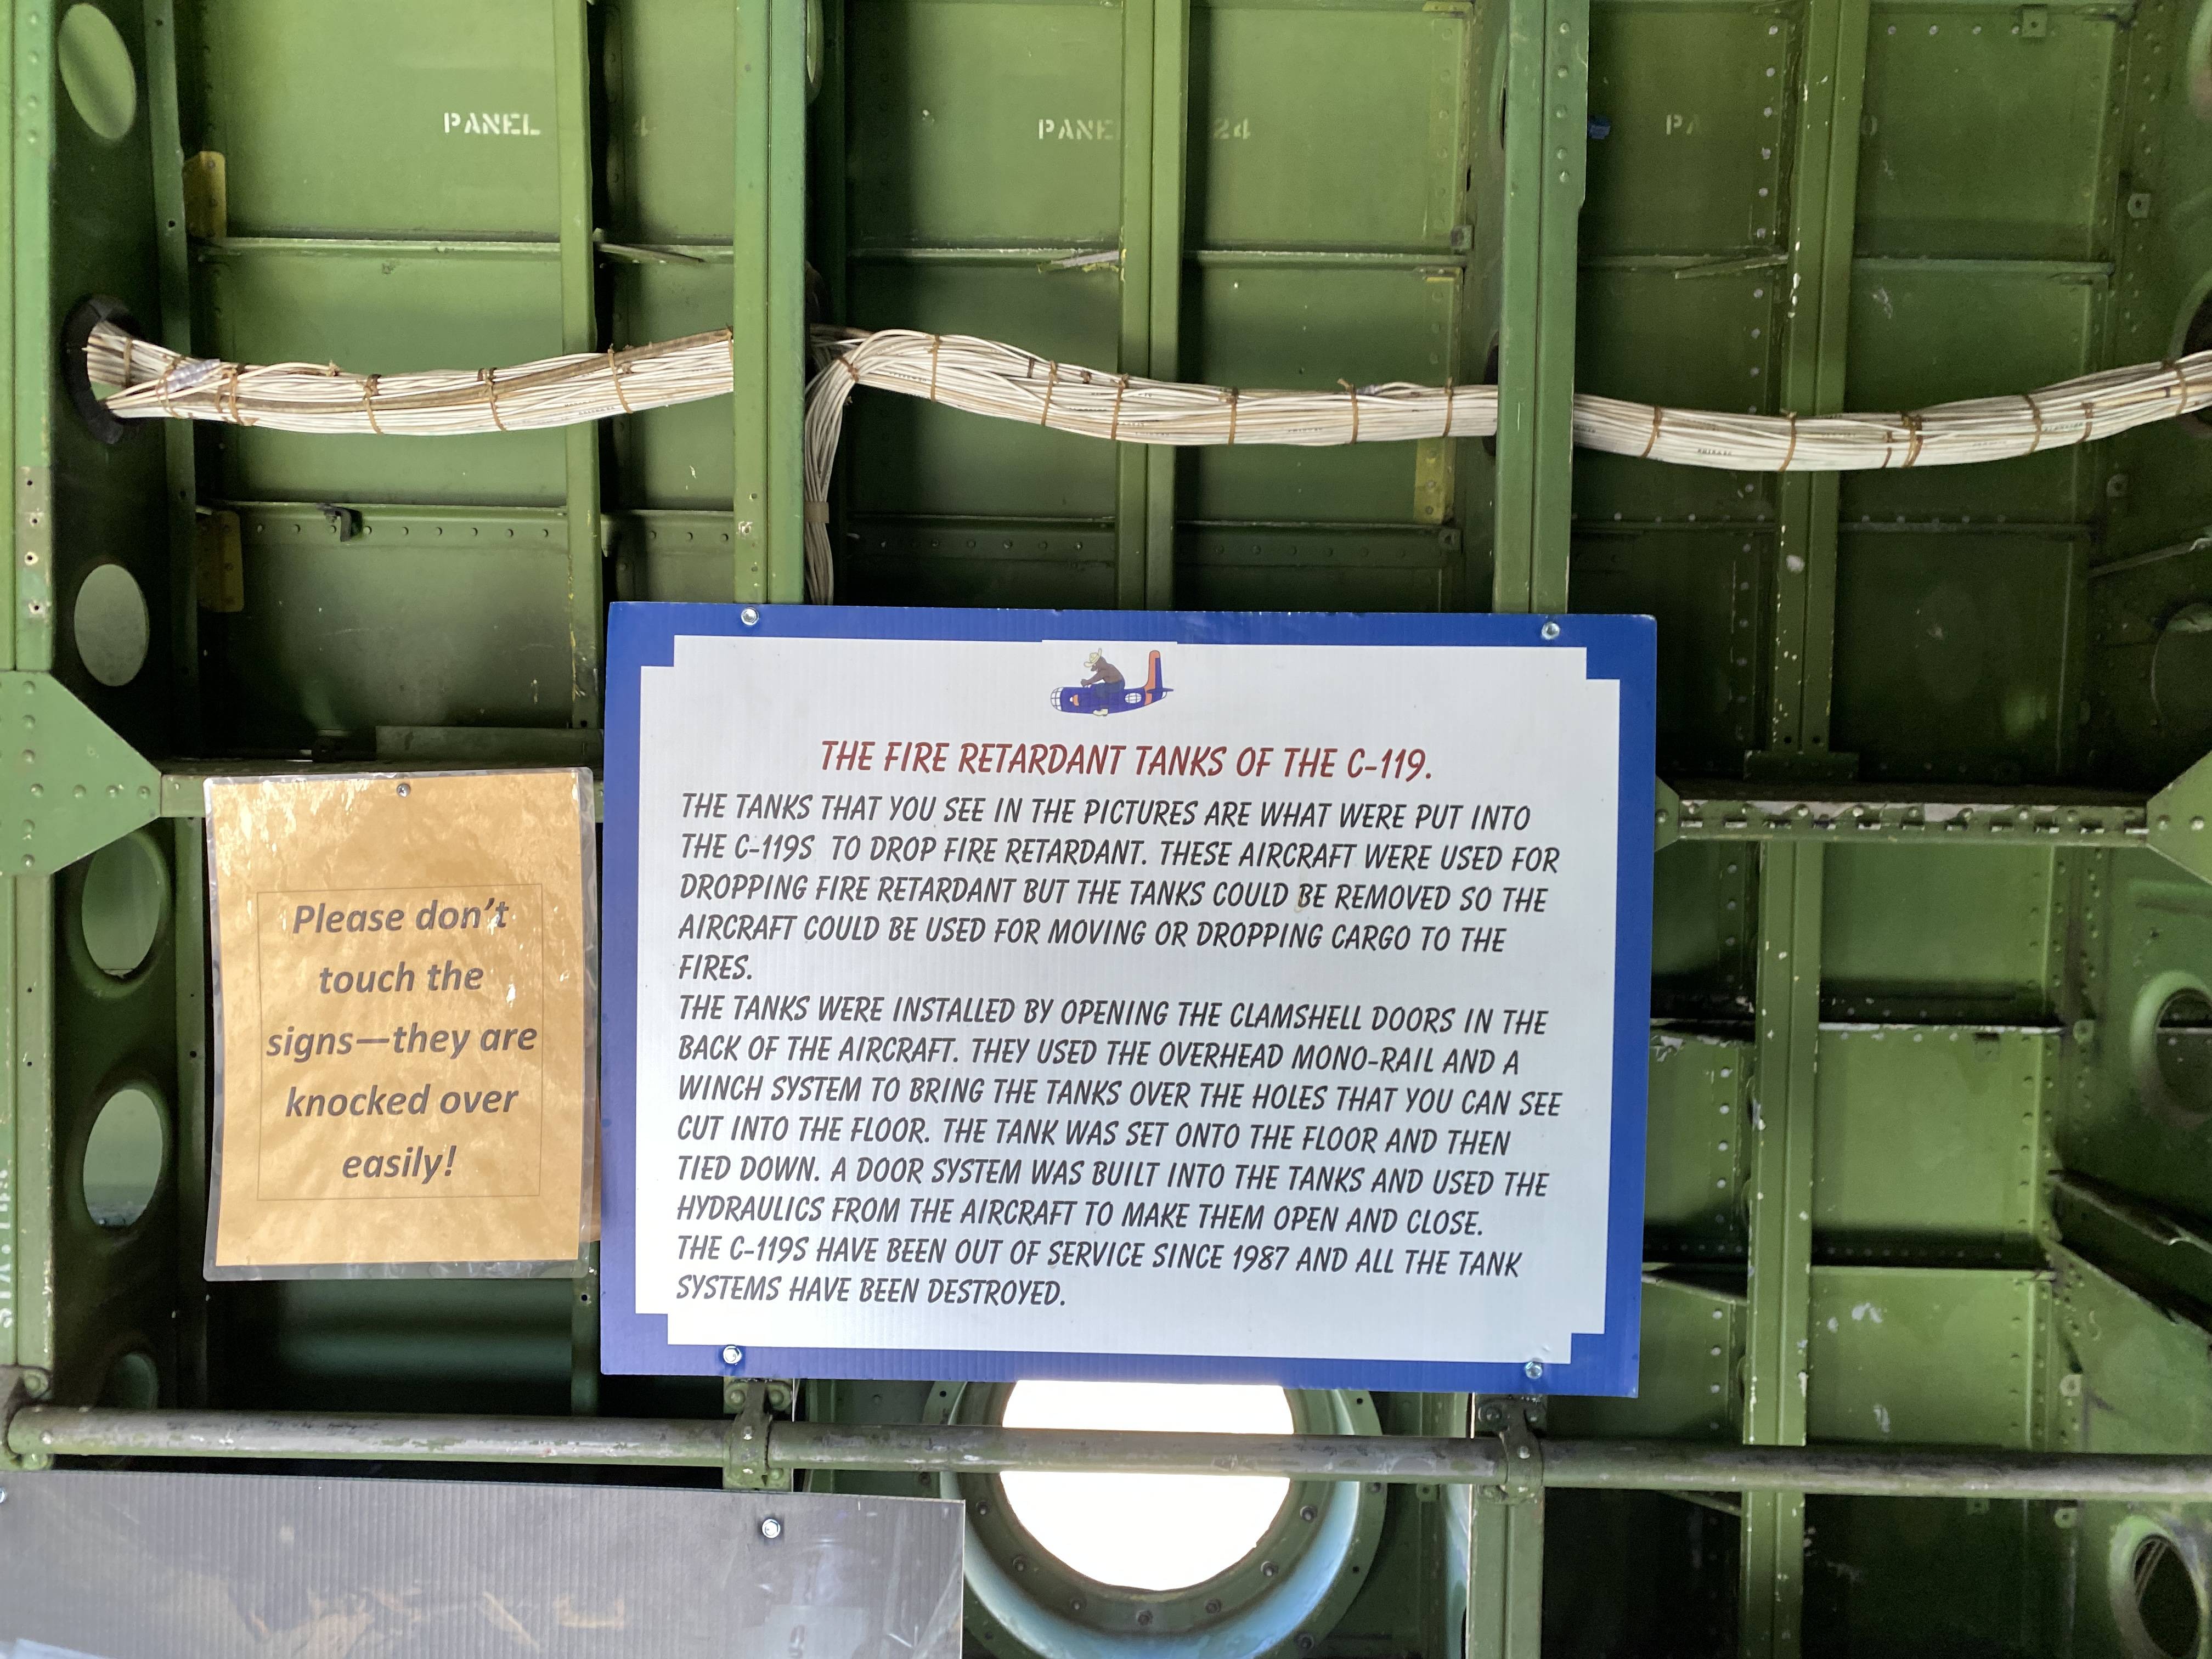 PANEL
PANE 24
PA
THE FIRE RETARDANT TANKS OF THE C-119.
THE TANKS THAT YOU SEE IN THE PICTURES ARE WHAT WERE PUT INTO
THE C-119S TO DROP FIRE RETARDANT. THESE AIRCRAFT WERE USED FOR
DROPPING FIRE RETARDANT BUT THE TANKS COULD BE REMOVED SO THE
AIRCRAFT COULD BE USED FOR MOVING OR DROPPING CARGO TO THE
FIRES.
THE TANKS WERE INSTALLED BY OPENING THE CLAMSHELL DOORS IN THE
BACK OF THE AIRCRAFT. THEY USED THE OVERHEAD MONO-RAIL AND A
WINCH SYSTEM TO BRING THE TANKS OVER THE HOLES THAT YOU CAN SEE
CUT INTO THE FLOOR. THE TANK WAS SET ONTO THE FLOOR AND THEN
TIED DOWN. A DOOR SYSTEM WAS BUILT INTO THE TANKS AND USED THE
HYDRAULICS FROM THE AIRCRAFT TO MAKE THEM OPEN AND CLOSE.
THE C-119S HAVE BEEN OUT OF SERVICE SINCE 1987 AND ALL THE TANK
SYSTEMS HAVE BEEN DESTROYED.
Please don't
touch the
signs—they are
knocked over
easily!